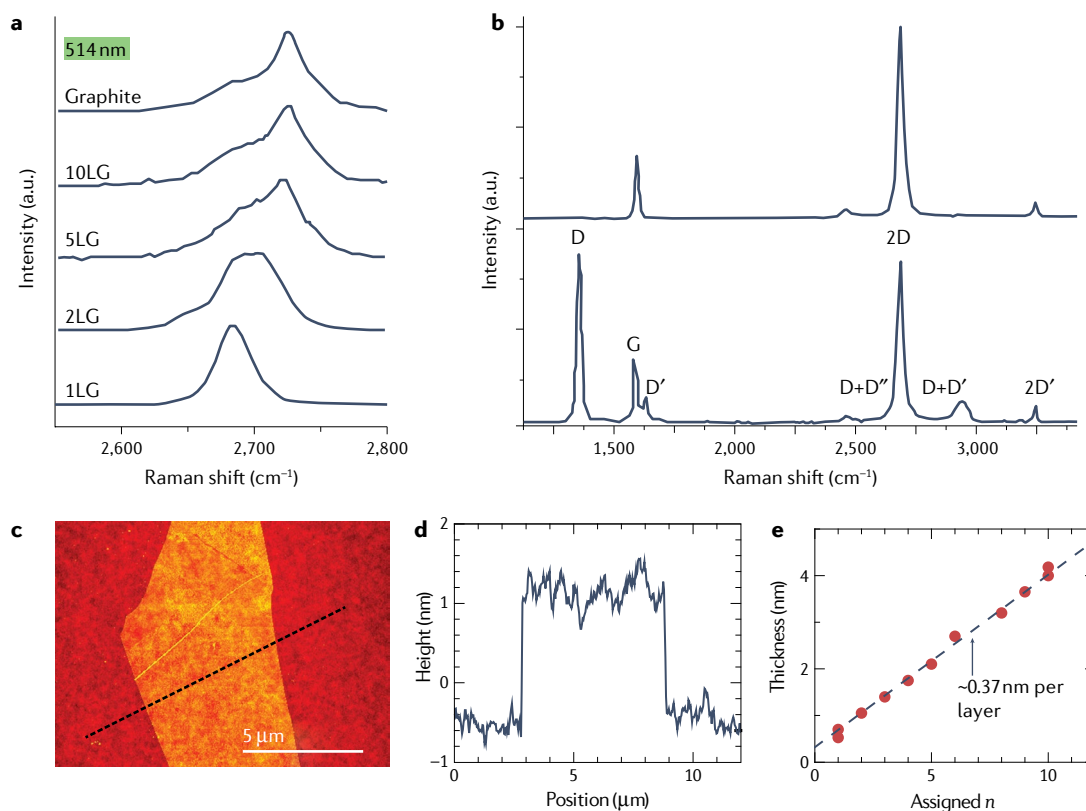 a
514 nm
Graphite
10LG
5LG
2LG
1LG
Intensity (a.u.)
2,600
2,700
2,800
Raman shift (cm⁻¹)
b
D
G
D′
D+D″
2D
D+D′
2D′
Intensity (a.u.)
1,500
2,000
2,500
3,000
Raman shift (cm⁻¹)
c
5 µm
d
2
1
0
−1
Height (nm)
0
5
10
Position (µm)
e
4
2
0
Thickness (nm)
~0.37 nm per
layer
0
5
10
Assigned n